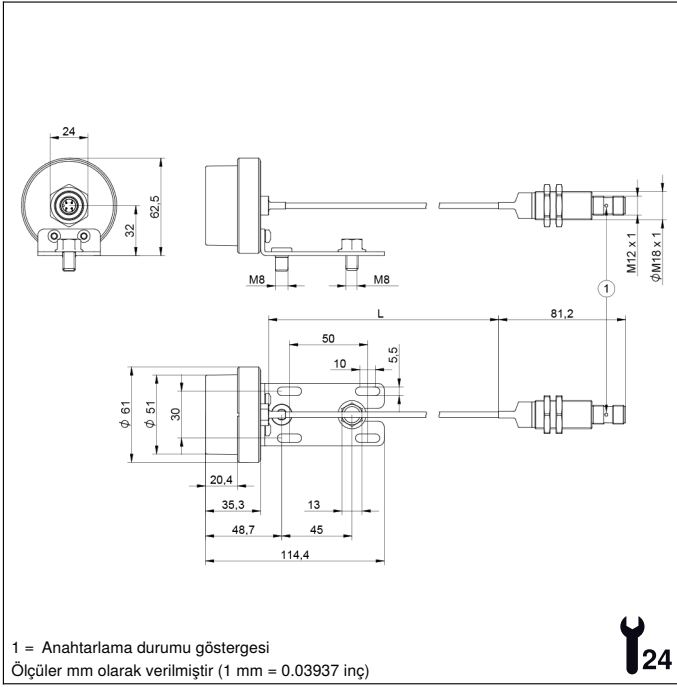 24
62,5
32
M8
M8
M12 x 1
ϕM18 x 1
1
L
81,2
50
10
5,5
ϕ 61
ϕ 51
30
20,4
35,3
13
48,7
45
114,4
1 = Anahtarlama durumu göstergesi
Ölçüler mm olarak verilmiştir (1 mm = 0.03937 inç)
24